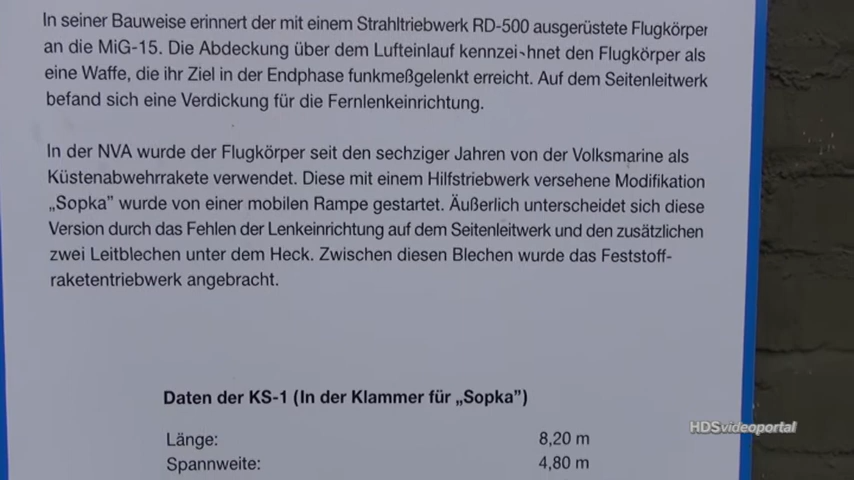 In seiner Bauweise erinnert der mit einem Strahltriebwerk RD-500 ausgerüstete Flugkörper
an die MiG-15. Die Abdeckung über dem Lufteinlauf kennzei‑hnet den Flugkörper als
eine Waffe, die ihr Ziel in der Endphase funkmeßgelenkt erreicht. Auf dem Seitenleitwerk
befand sich eine Verdickung für die Fernlenkeinrichtung.
In der NVA wurde der Flugkörper seit den sechziger Jahren von der Volksmarine als
Küstenabwehrrakete verwendet. Diese mit einem Hilfstriebwerk versehene Modifikation
„Sopka” wurde von einer mobilen Rampe gestartet. Äußerlich unterscheidet sich diese
Version durch das Fehlen der Lenkeinrichtung auf dem Seitenleitwerk und den zusätzlichen
zwei Leitblechen unter dem Heck. Zwischen diesen Blechen wurde das Feststoff-
raketentriebwerk angebracht.
Daten der KS-1 (In der Klammer für „Sopka”)
Länge: 8,20 m
Spannweite: 4,80 m
HDSvideoportal